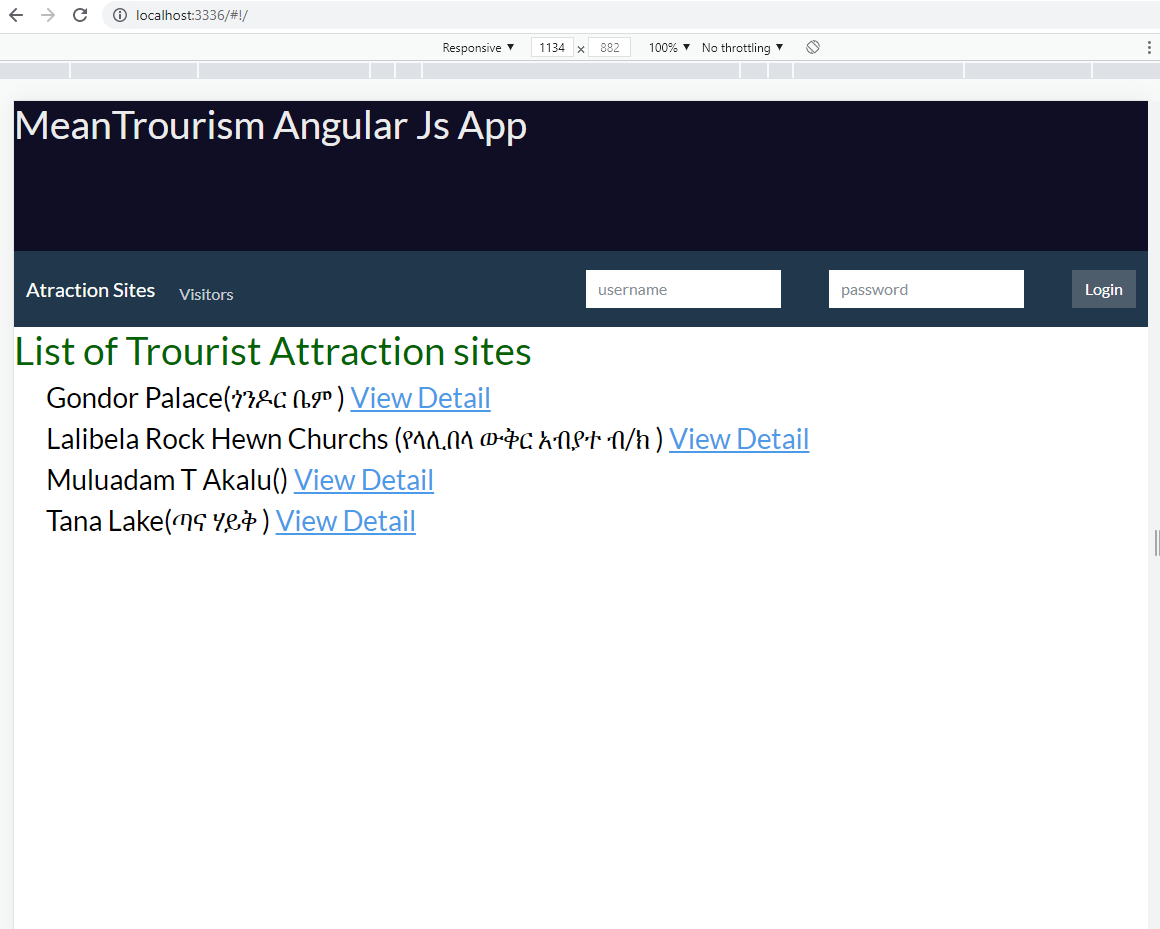 localhost:3336/#!/
Responsive ▼ 1134 × 882 100% ▼ No throttling ▼
MeanTrourism Angular Js App
Atraction Sites Visitors username password Login
List of Trourist Attraction sites
Gondor Palace(ጎንዶር ቤም ) View Detail
Lalibela Rock Hewn Churchs (የላሊበላ ውቅር አብያተ ብ/ክ ) View Detail
Muluadam T Akalu() View Detail
Tana Lake(ጣና ሃይቅ ) View Detail